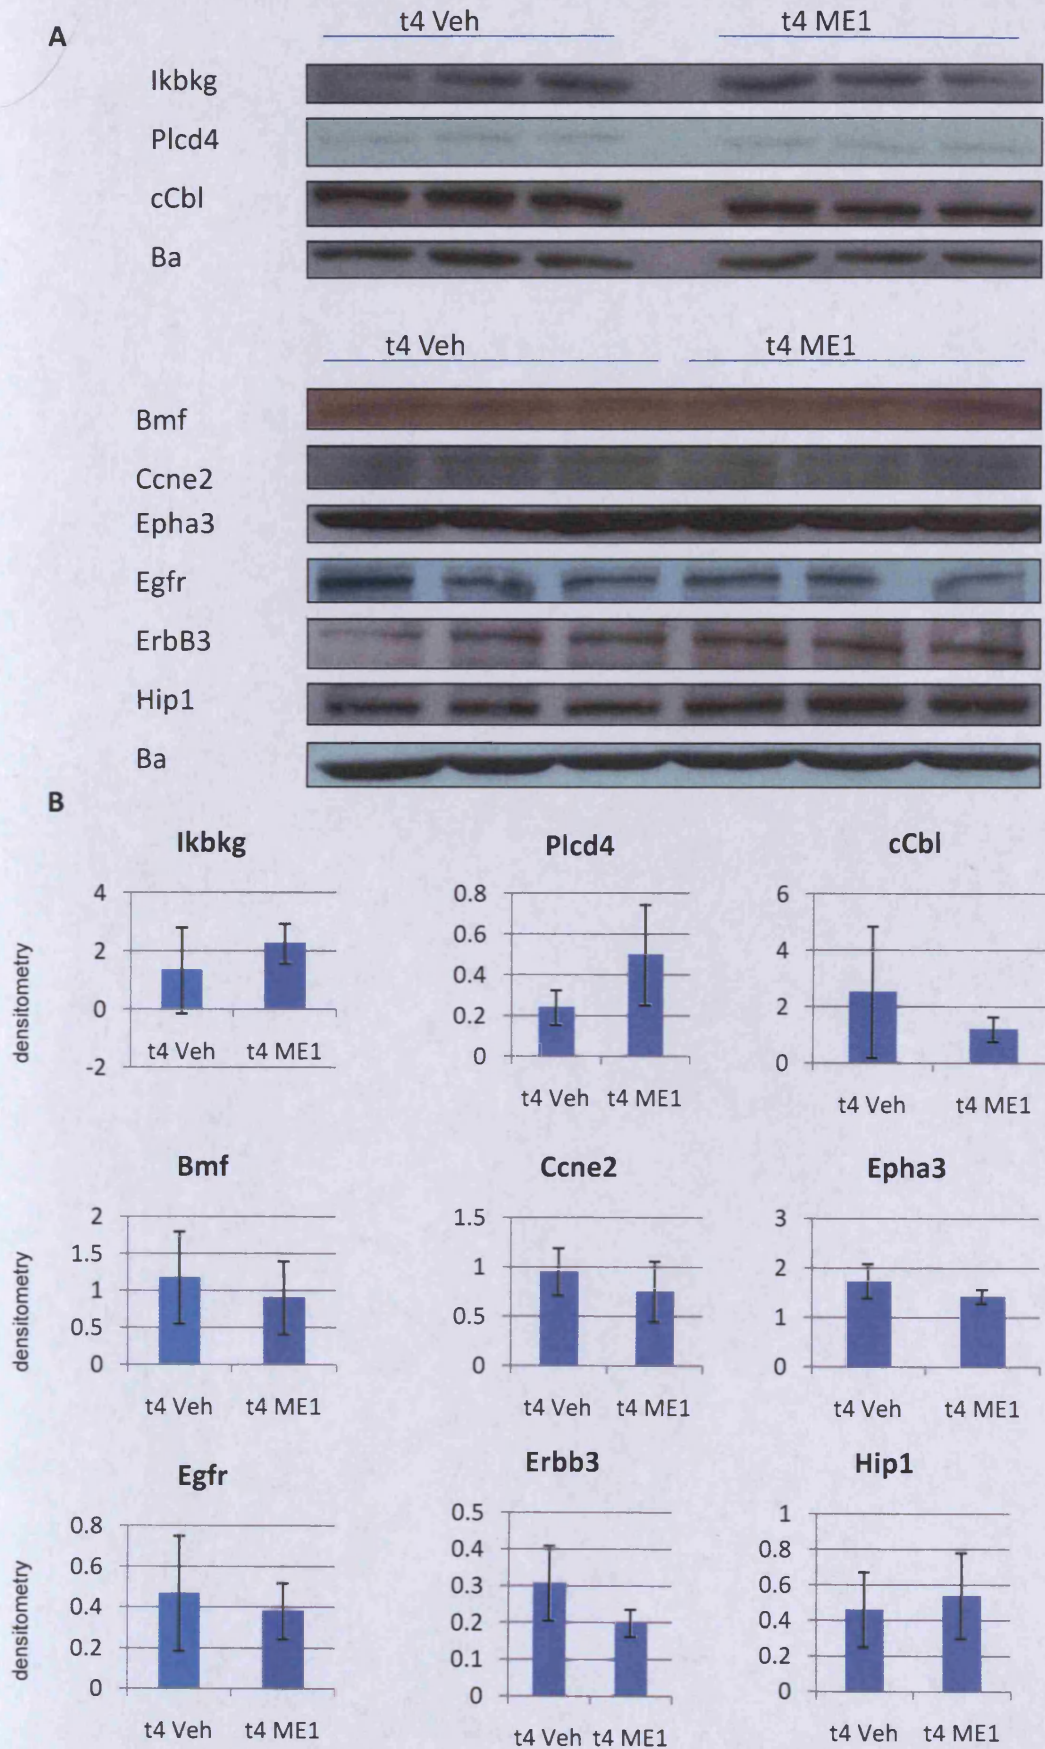 A
t4 Veh t4 ME1
Ikbkg
Plcd4
cCbl
Ba
t4 Veh t4 ME1
Bmf
Ccne2
Epha3
Egfr
ErbB3
Hip1
Ba
B
Ikbkg Plcd4 cCbl
densitometry
4
2
0
-2
t4 Veh t4 ME1
0.8
0.6
0.4
0.2
0
t4 Veh t4 ME1
6
4
2
0
t4 Veh t4 ME1
Bmf Ccne2 Epha3
densitometry
2
1.5
1
0.5
0
t4 Veh t4 ME1
1.5
1
0.5
0
t4 Veh t4 ME1
3
2
1
0
t4 Veh t4 ME1
Egfr Erbb3 Hip1
densitometry
0.8
0.6
0.4
0.2
0
t4 Veh t4 ME1
0.5
0.4
0.3
0.2
0.1
0
t4 Veh t4 ME1
1
0.8
0.6
0.4
0.2
0
t4 Veh t4 ME1